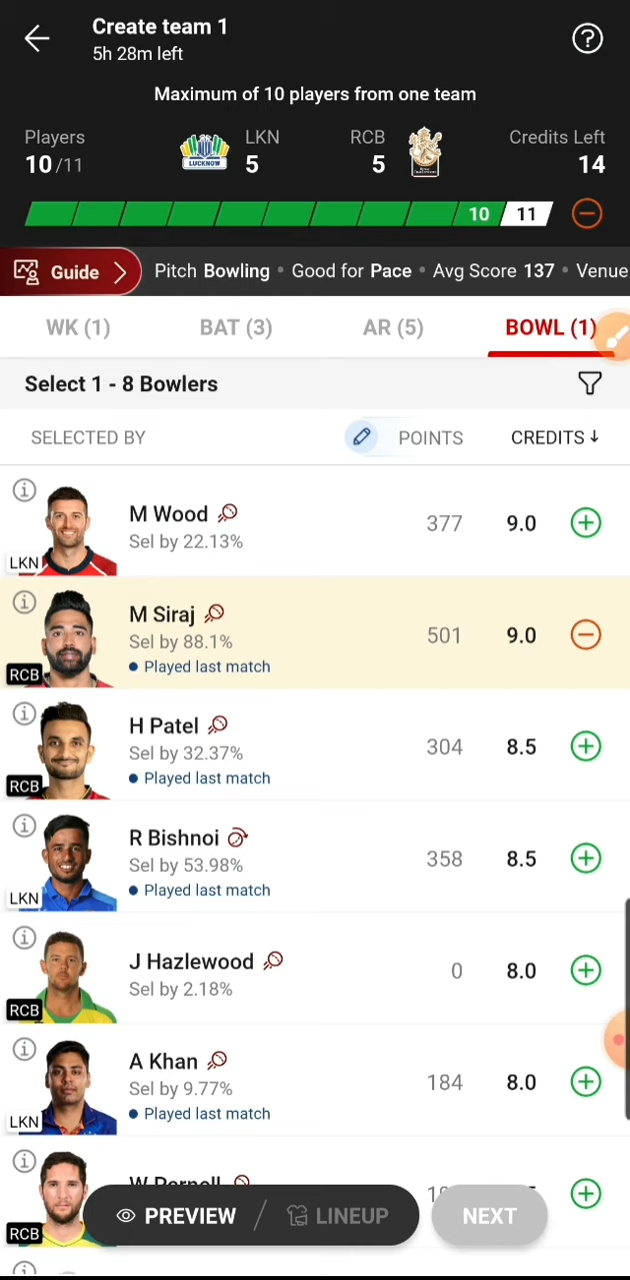 Create team 1
5h 28m left
Maximum of 10 players from one team
Players LKN RCB Credits Left
10/11 LUCKNOW 5 5 14
10 11
Guide Pitch Bowling • Good for Pace • Avg Score 137 • Venue
WK (1) BAT (3) AR (5) BOWL (1)
Select 1 - 8 Bowlers
SELECTED BY POINTS CREDITS ↓
M Wood
Sel by 22.13%
377 9.0
LKN
M Siraj
Sel by 88.1%
501 9.0
Played last match
RCB
H Patel
Sel by 32.37%
304 8.5
Played last match
RCB
R Bishnoi
Sel by 53.98%
358 8.5
Played last match
LKN
J Hazlewood
Sel by 2.18%
0 8.0
RCB
A Khan
Sel by 9.77%
184 8.0
Played last match
LKN
RCB
PREVIEW / LINEUP NEXT